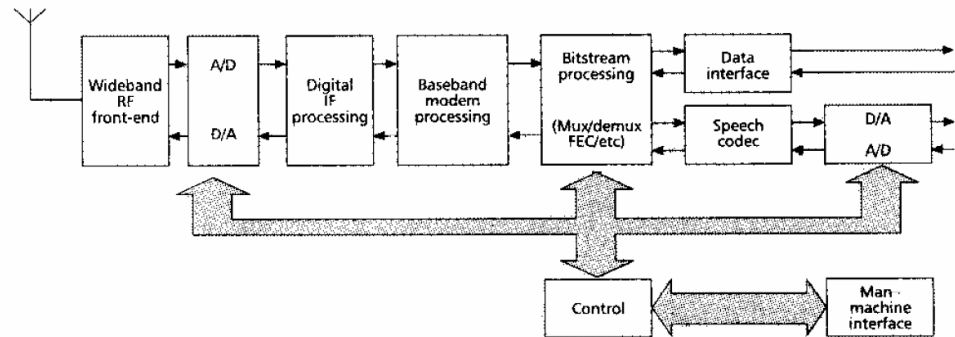 Wideband
RF
front-end
A/D
D/A
Digital
IF
processing
Baseband
modem
processing
Bitstream
processing
(Mux/demux
FEC/etc)
Data
interface
Speech
codec
D/A
A/D
Control
Man-
machine
interface